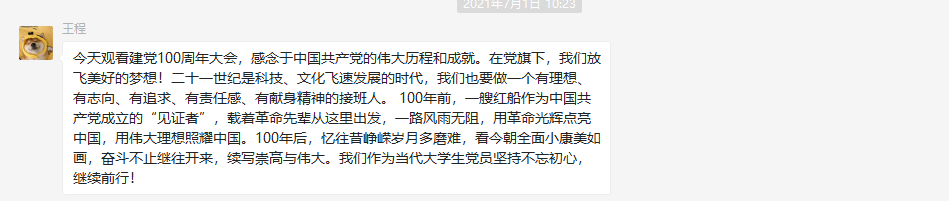 2021年7月1日 10:23
王程
今天观看建党100周年大会，感念于中国共产党的伟大历程和成就。在党旗下，我们放
飞美好的梦想！二十一世纪是科技、文化飞速发展的时代，我们也要做一个有理想、
有志向、有追求、有责任感、有献身精神的接班人。 100年前，一艘红船作为中国共
产党成立的“见证者”，载着革命先辈从这里出发，一路风雨无阻，用革命光辉点亮
中国，用伟大理想照耀中国。100年后，忆往昔峥嵘岁月多磨难，看今朝全面小康美如
画，奋斗不止继往开来，续写崇高与伟大。我们作为当代大学生党员坚持不忘初心，
继续前行！